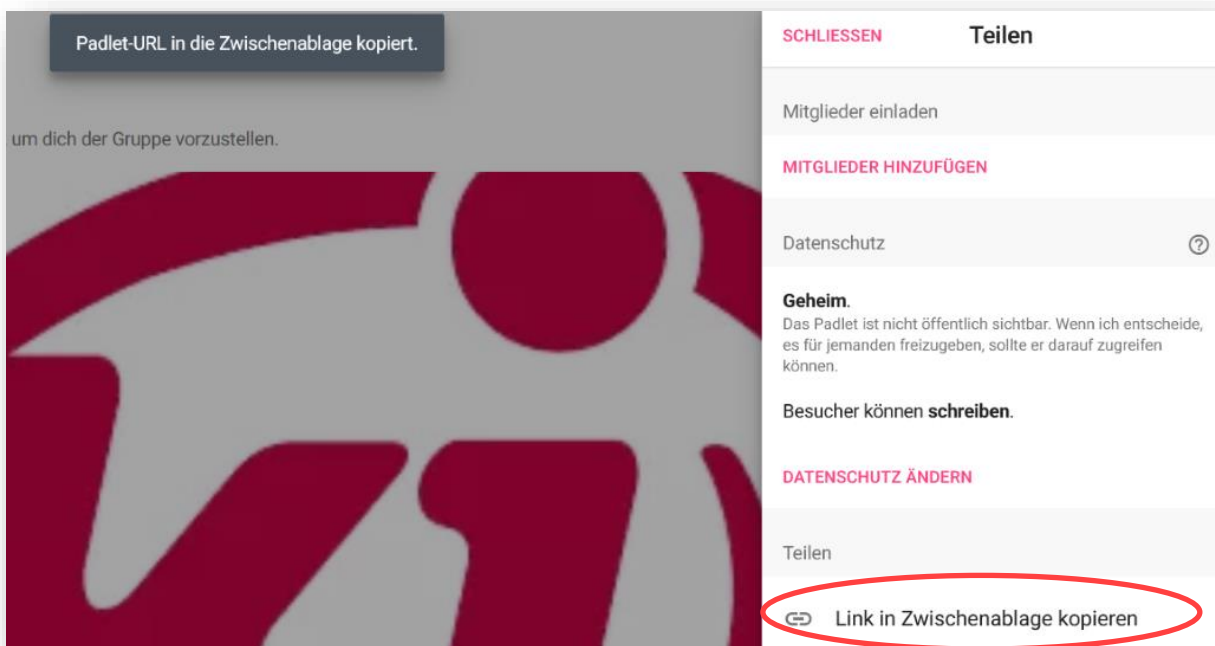 Padlet-URL in die Zwischenablage kopiert.
um dich der Gruppe vorzustellen.
SCHLIESSEN Teilen
Mitglieder einladen
MITGLIEDER HINZUFÜGEN
Datenschutz
Geheim.
Das Padlet ist nicht öffentlich sichtbar. Wenn ich entscheide,
es für jemanden freizugeben, sollte er darauf zugreifen
können.
Besucher können schreiben.
DATENSCHUTZ ÄNDERN
Teilen
Link in Zwischenablage kopieren